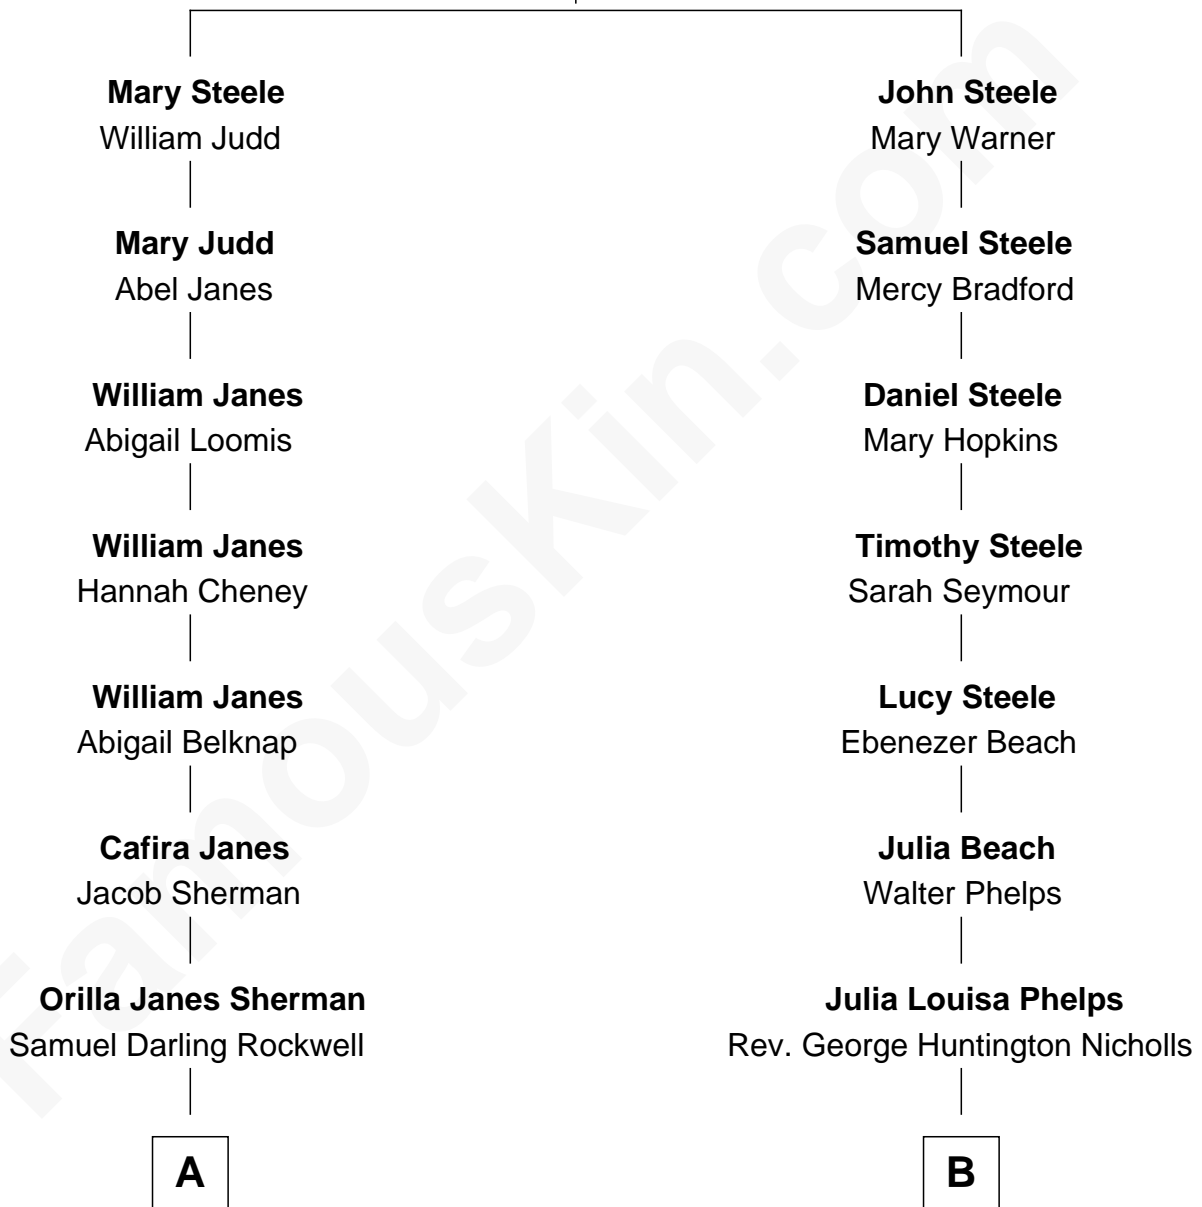 Mary Steele
William Judd
Mary Judd
Abel Janes
William Janes
Abigail Loomis
William Janes
Hannah Cheney
William Janes
Abigail Belknap
Cafira Janes
Jacob Sherman
Orilla Janes Sherman
Samuel Darling Rockwell
A
John Steele
Mary Warner
Samuel Steele
Mercy Bradford
Daniel Steele
Mary Hopkins
Timothy Steele
Sarah Seymour
Lucy Steele
Ebenezer Beach
Julia Beach
Walter Phelps
Julia Louisa Phelps
Rev. George Huntington Nicholls
B
FamousKin.com